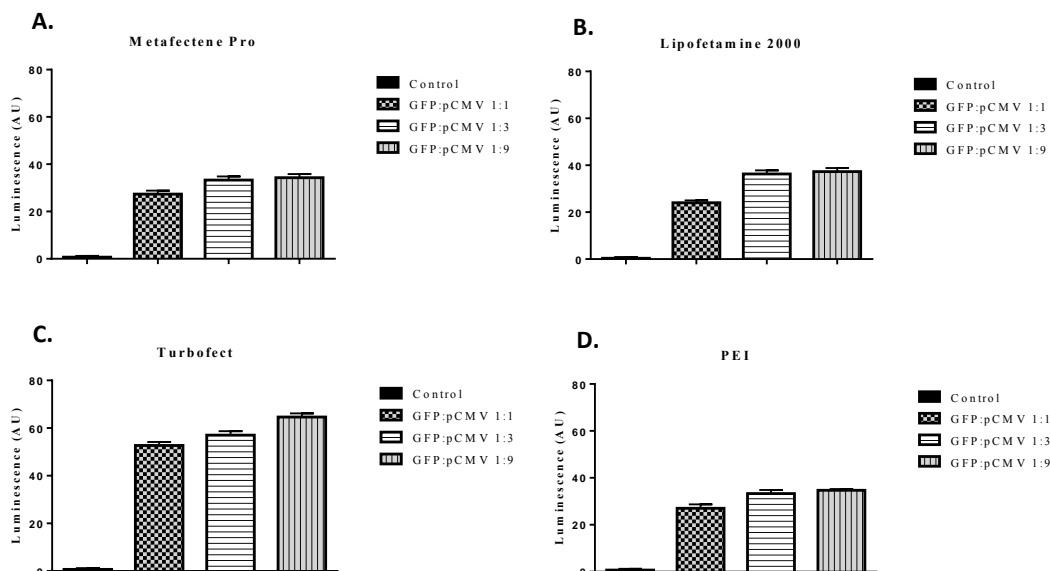 A.
Metafectene Pro
Luminescence (AU)
80
60
40
20
0
Control
GFP:pCMV 1:1
GFP:pCMV 1:3
GFP:pCMV 1:9
B.
Lipofetamine 2000
Luminescence (AU)
80
60
40
20
0
Control
GFP:pCMV 1:1
GFP:pCMV 1:3
GFP:pCMV 1:9
C.
Turbofect
Luminescence (AU)
80
60
40
20
0
Control
GFP:pCMV 1:1
GFP:pCMV 1:3
GFP:pCMV 1:9
D.
PEI
Luminescence (AU)
80
60
40
20
0
Control
GFP:pCMV 1:1
GFP:pCMV 1:3
GFP:pCMV 1:9